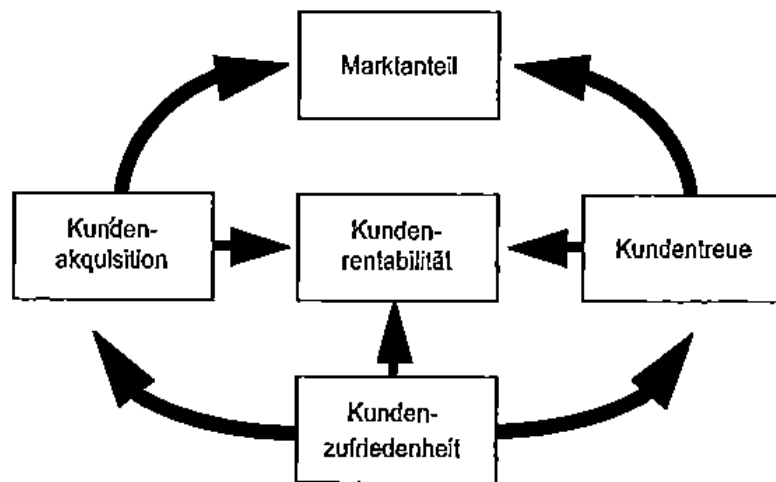 Marktanteil
Kunden-
akquisition
Kunden-
rentabilität
Kundentreue
Kunden-
zufriedenheit